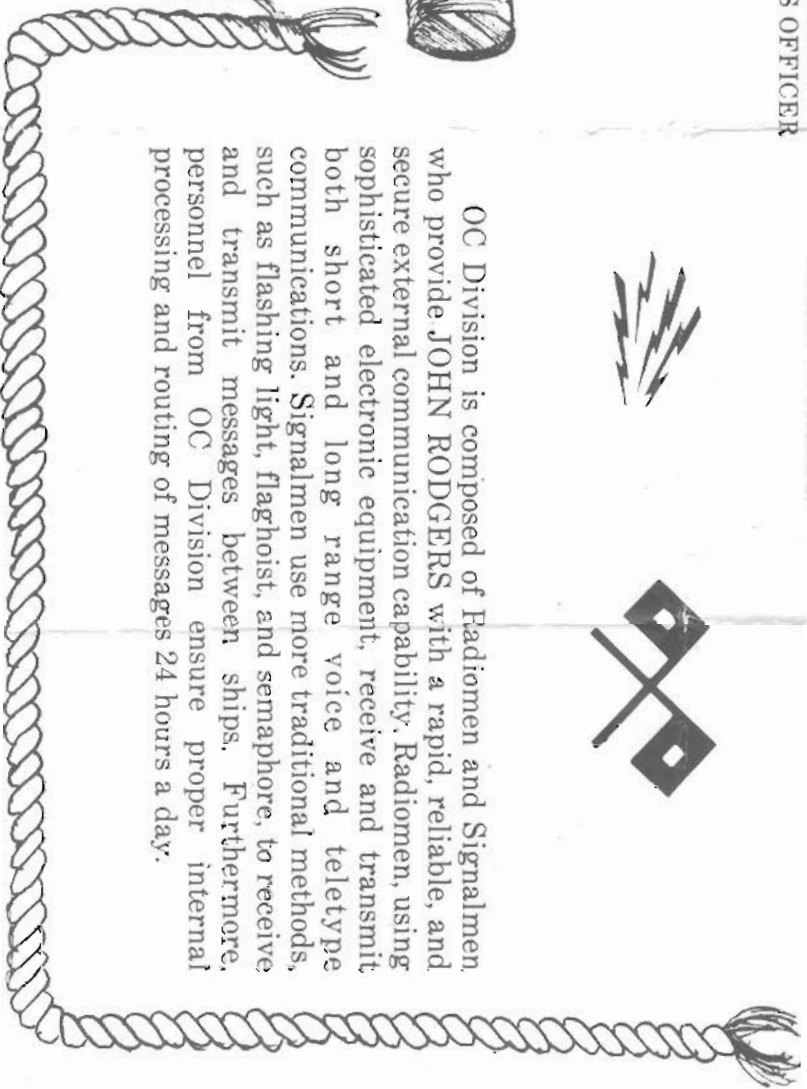 S OFFICER
OC Division is composed of Radiomen and Signalmen
who provide JOHN RODGERS with a rapid, reliable, and
secure external communication capability. Radiomen, using
sophisticated electronic equipment, receive and transmit
both short and long range voice and teletype
communications. Signalmen use more traditional methods,
such as flashing light, flaghoist, and semaphore, to receive
and transmit messages between ships. Furthermore,
personnel from OC Division ensure proper internal
processing and routing of messages 24 hours a day.